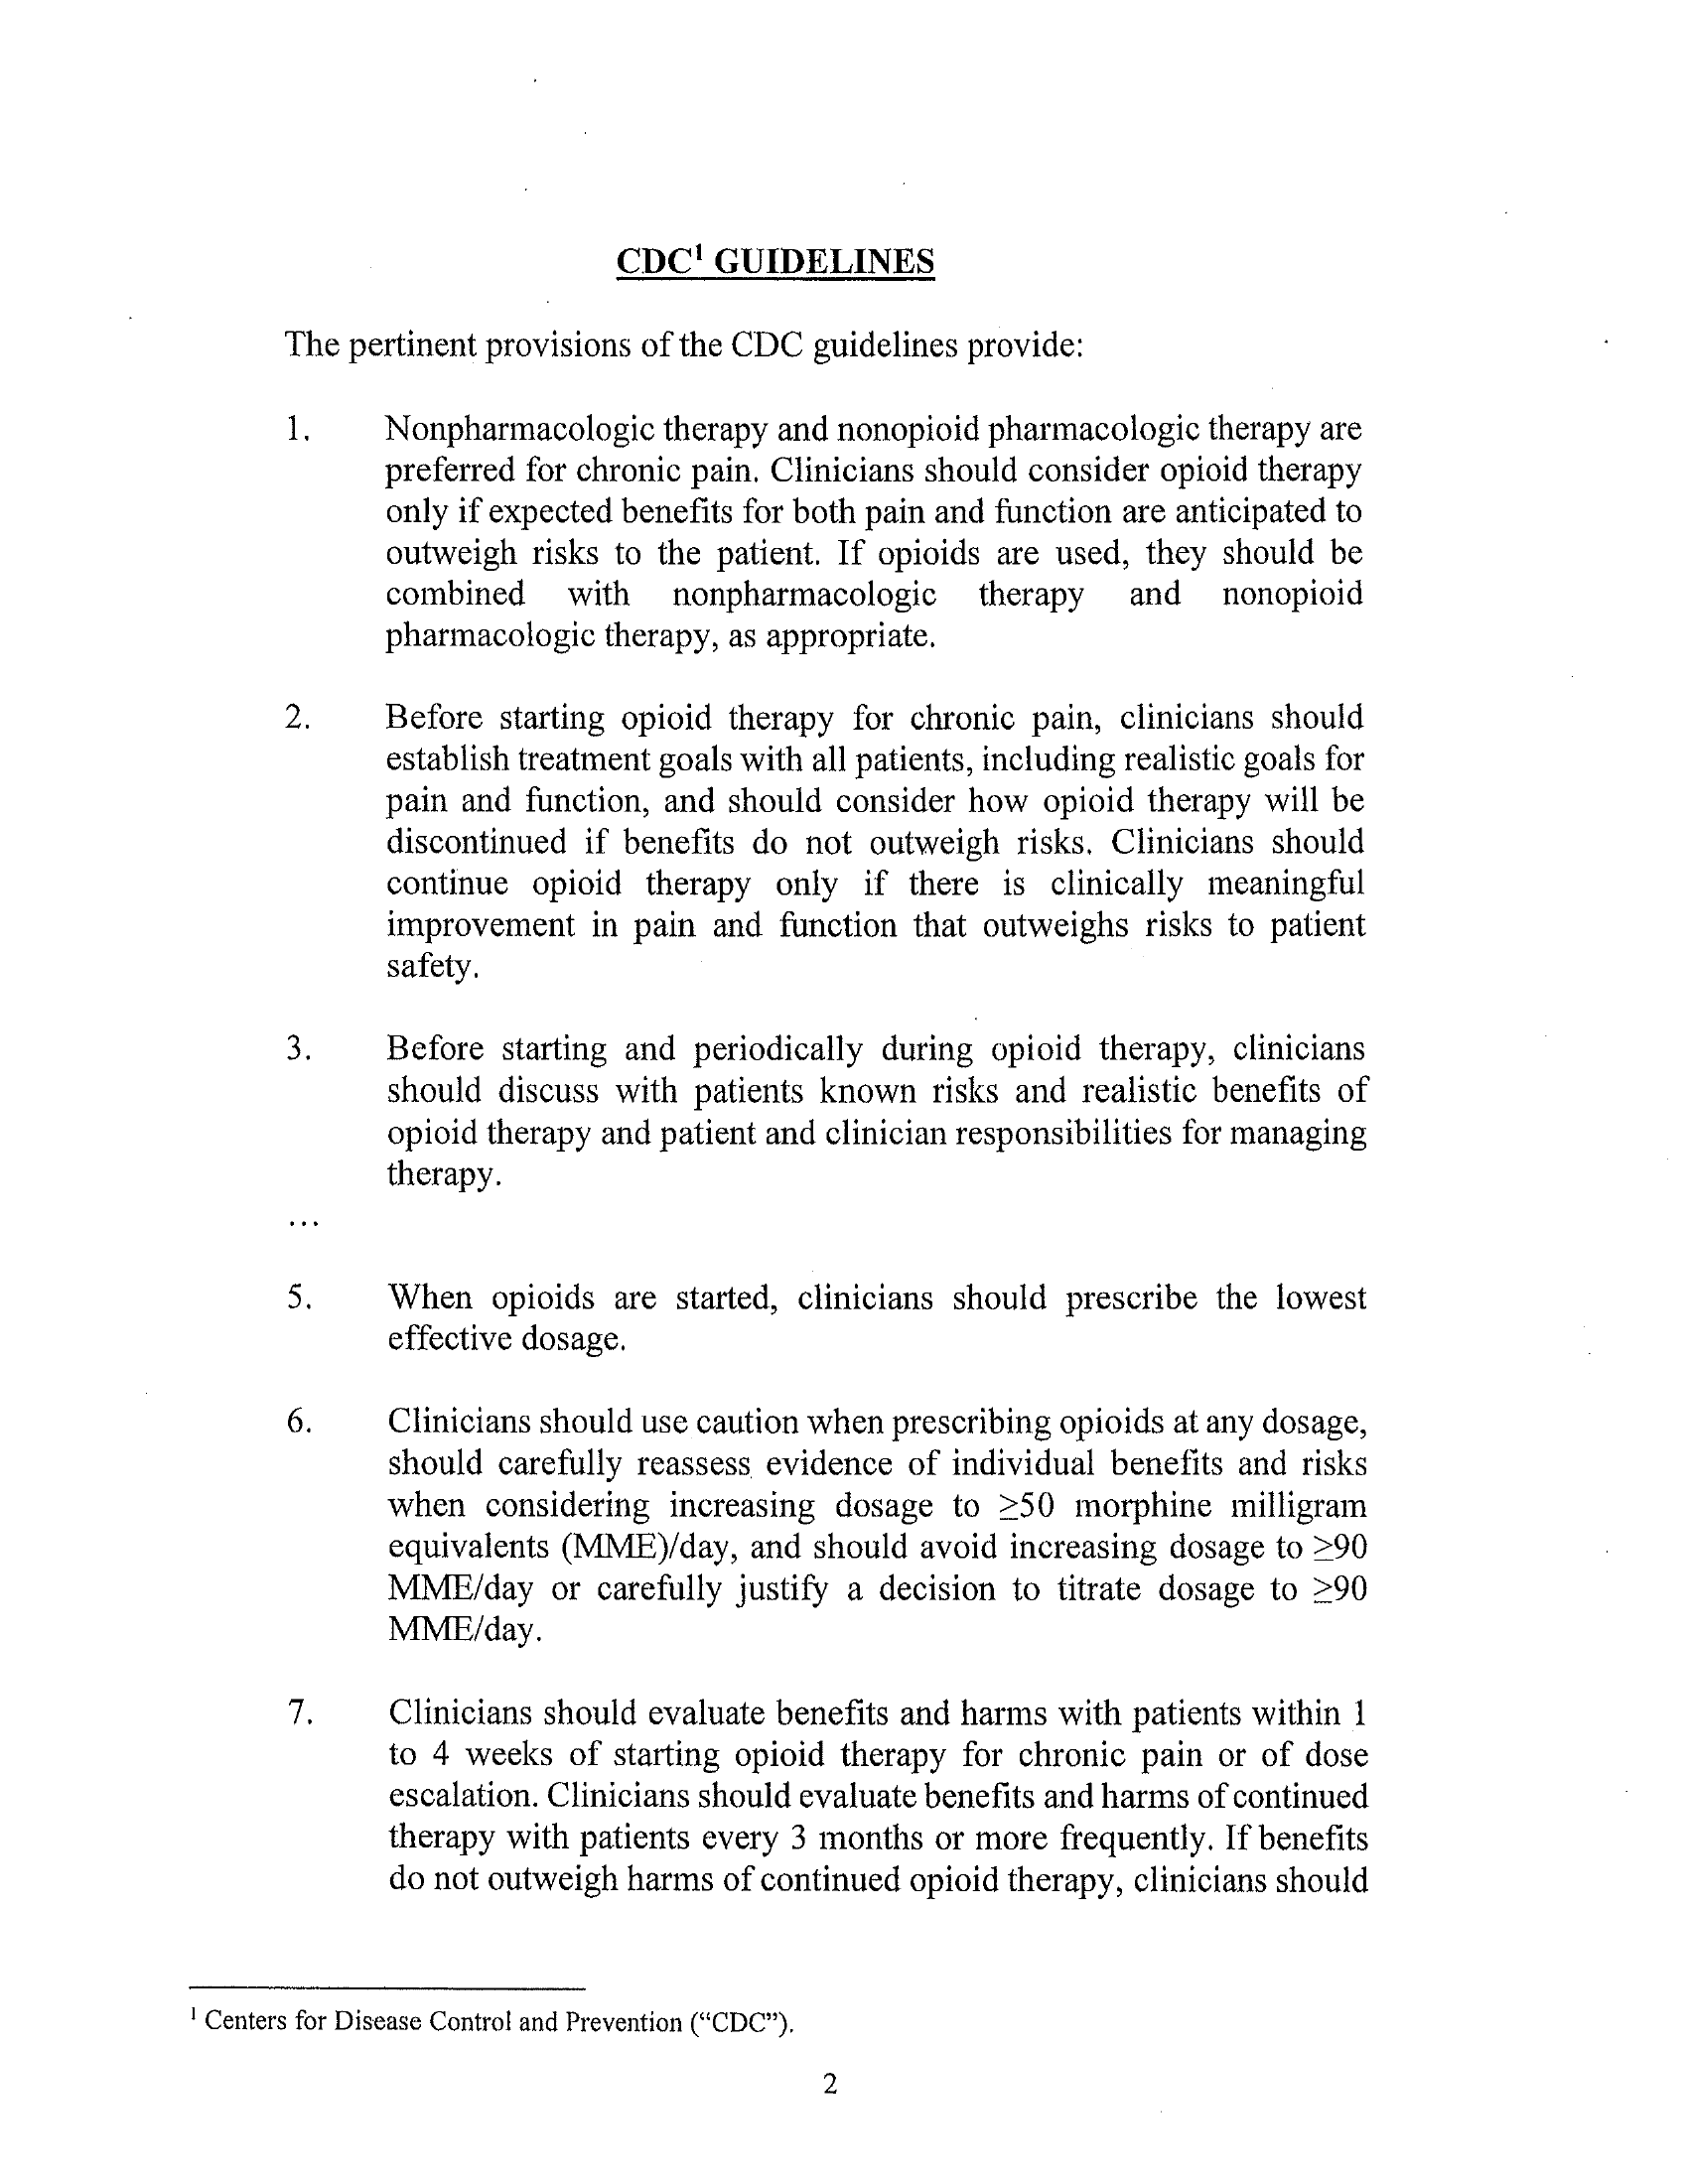 CDC¹ GUIDELINES
The pertinent provisions of the CDC guidelines provide:
1. Nonpharmacologic therapy and nonopioid pharmacologic therapy are
preferred for chronic pain. Clinicians should consider opioid therapy
only if expected benefits for both pain and function are anticipated to
outweigh risks to the patient. If opioids are used, they should be
combined with nonpharmacologic therapy and nonopioid
pharmacologic therapy, as appropriate.
2. Before starting opioid therapy for chronic pain, clinicians should
establish treatment goals with all patients, including realistic goals for
pain and function, and should consider how opioid therapy will be
discontinued if benefits do not outweigh risks. Clinicians should
continue opioid therapy only if there is clinically meaningful
improvement in pain and function that outweighs risks to patient
safety.
3. Before starting and periodically during opioid therapy, clinicians
should discuss with patients known risks and realistic benefits of
opioid therapy and patient and clinician responsibilities for managing
therapy.
...
5. When opioids are started, clinicians should prescribe the lowest
effective dosage.
6. Clinicians should use caution when prescribing opioids at any dosage,
should carefully reassess evidence of individual benefits and risks
when considering increasing dosage to ≥50 morphine milligram
equivalents (MME)/day, and should avoid increasing dosage to ≥90
MME/day or carefully justify a decision to titrate dosage to ≥90
MME/day.
7. Clinicians should evaluate benefits and harms with patients within 1
to 4 weeks of starting opioid therapy for chronic pain or of dose
escalation. Clinicians should evaluate benefits and harms of continued
therapy with patients every 3 months or more frequently. If benefits
do not outweigh harms of continued opioid therapy, clinicians should
¹ Centers for Disease Control and Prevention (“CDC”).
2